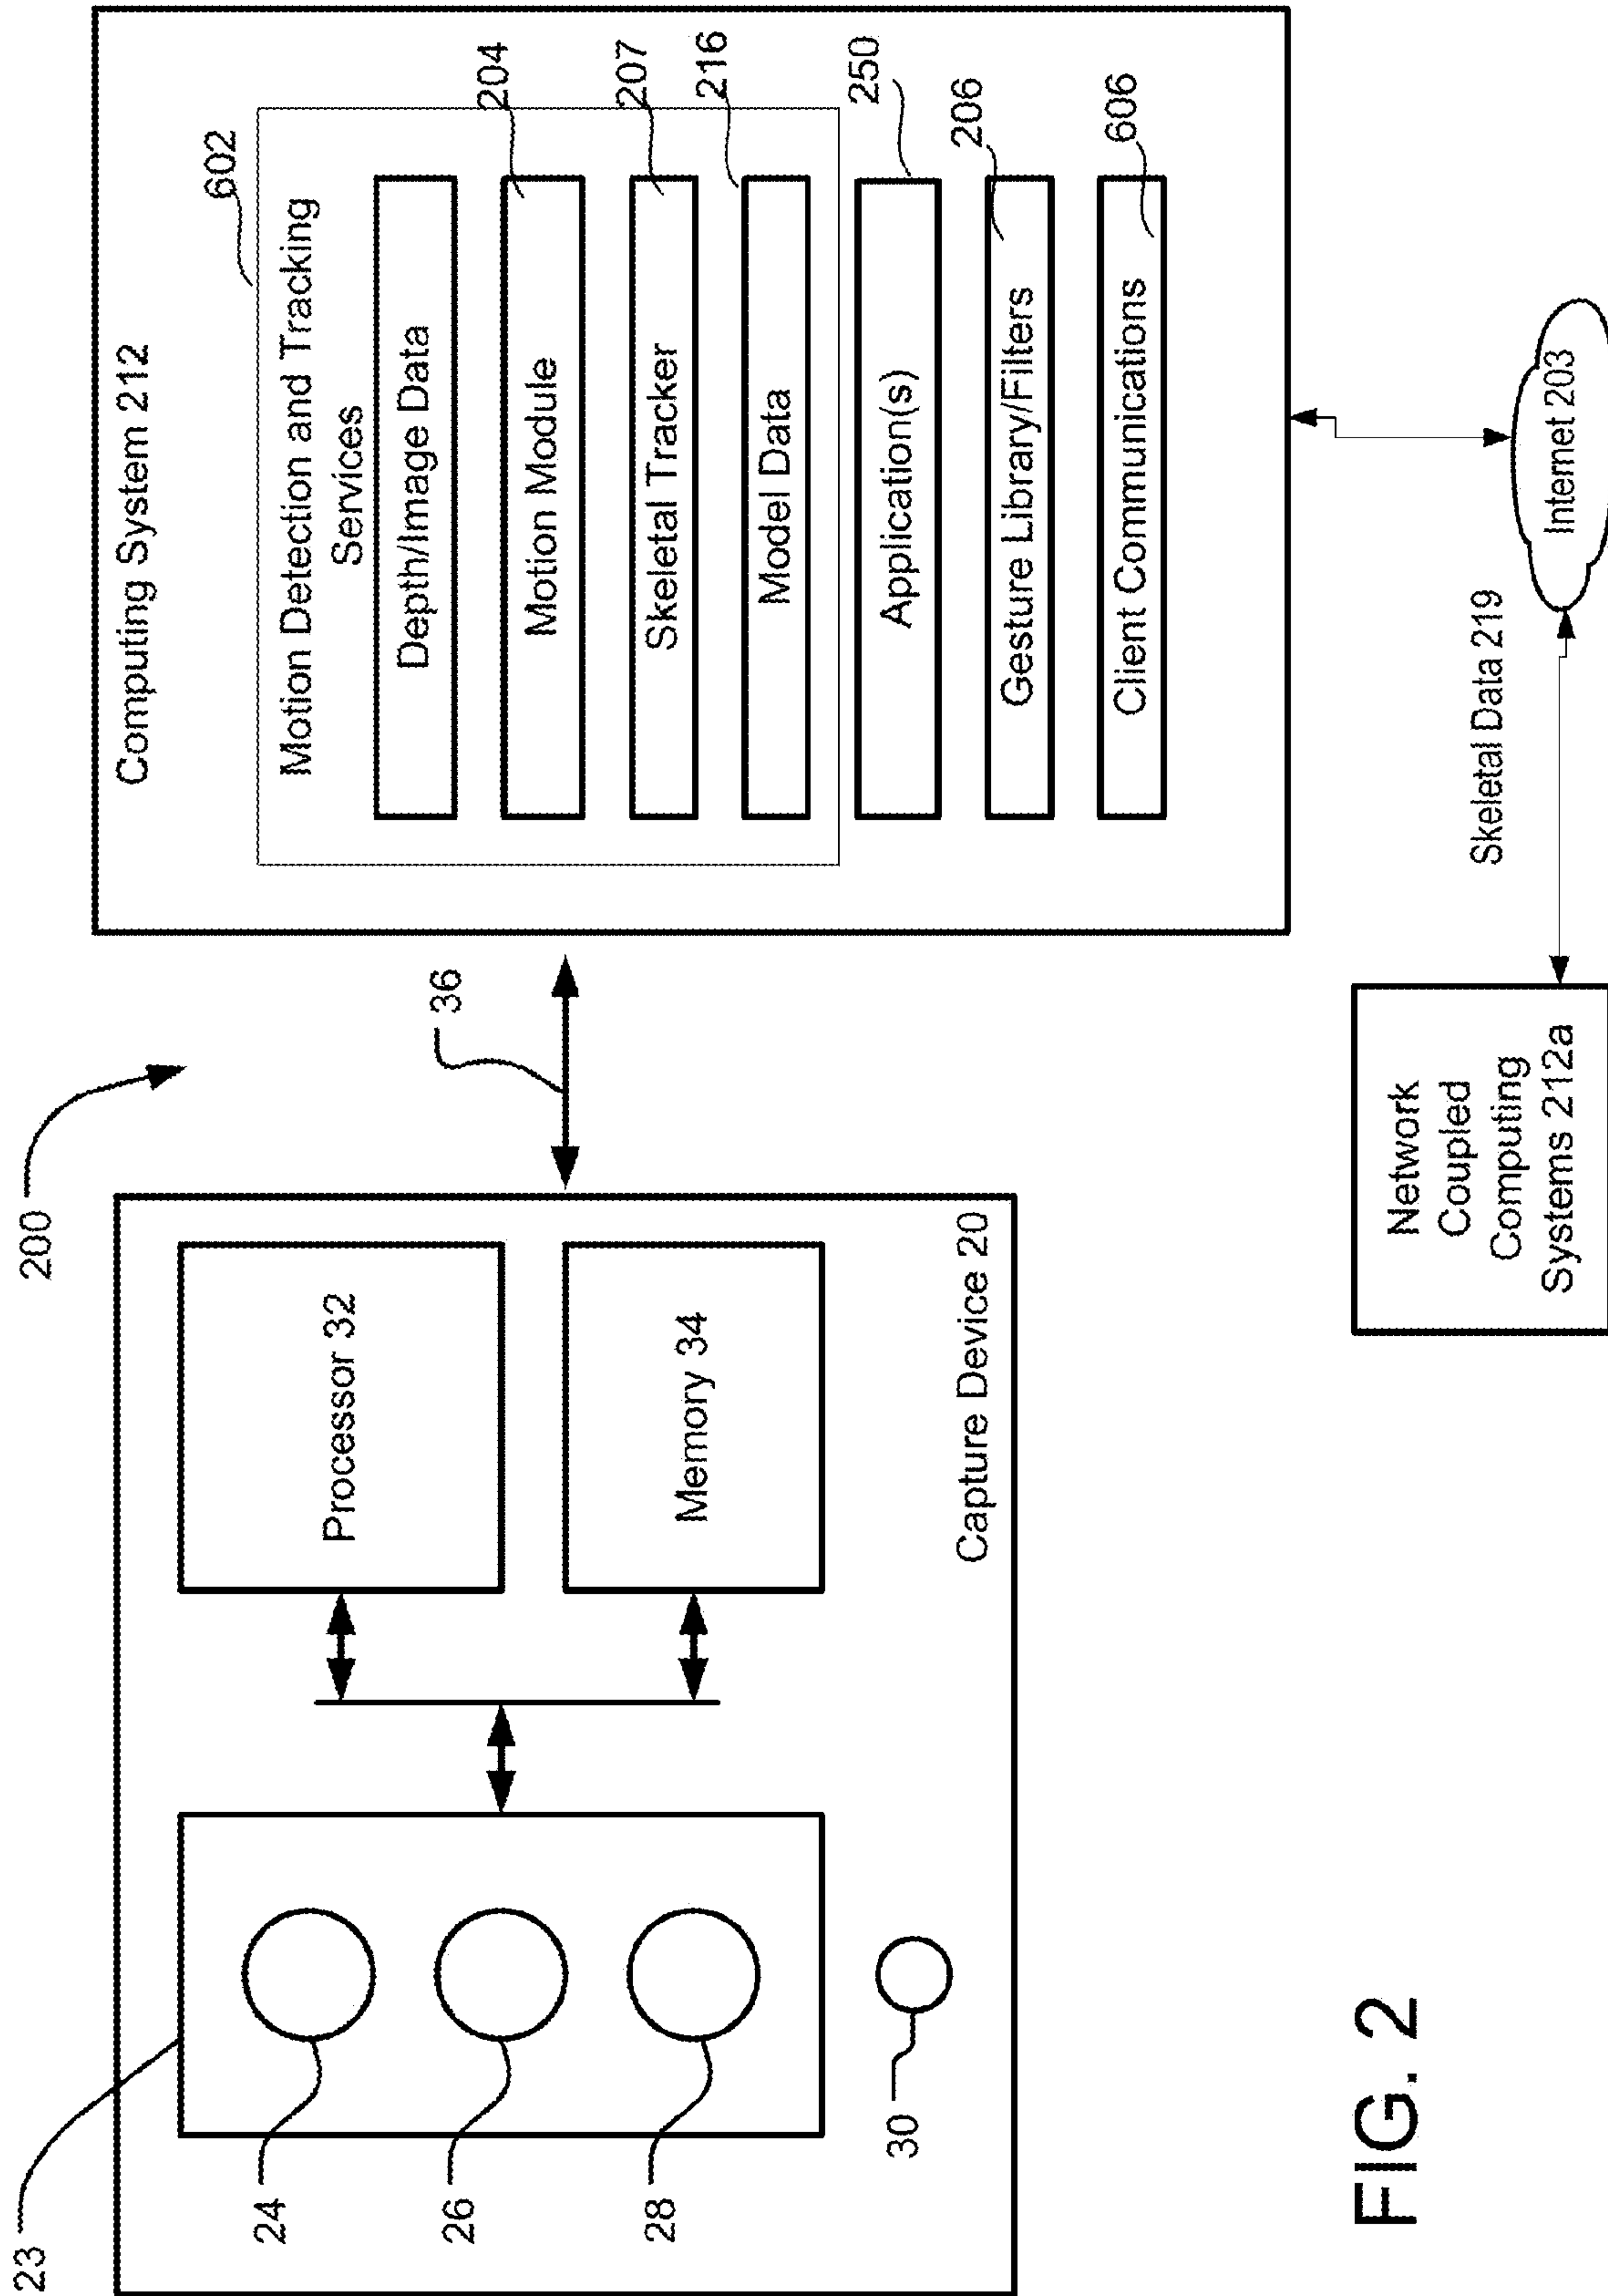 200
23
24
26
28
30
Processor 32
Memory 34
Capture Device 20
36
Computing System 212
602
Motion Detection and Tracking
Services
Depth/Image Data
Motion Module
204
Skeletal Tracker
207
Model Data
216
Application(s)
250
Gesture Library/Filters
206
Client Communications
606
Network
Coupled
Computing
Systems 212a
Skeletal Data 219
Internet 203
FIG. 2